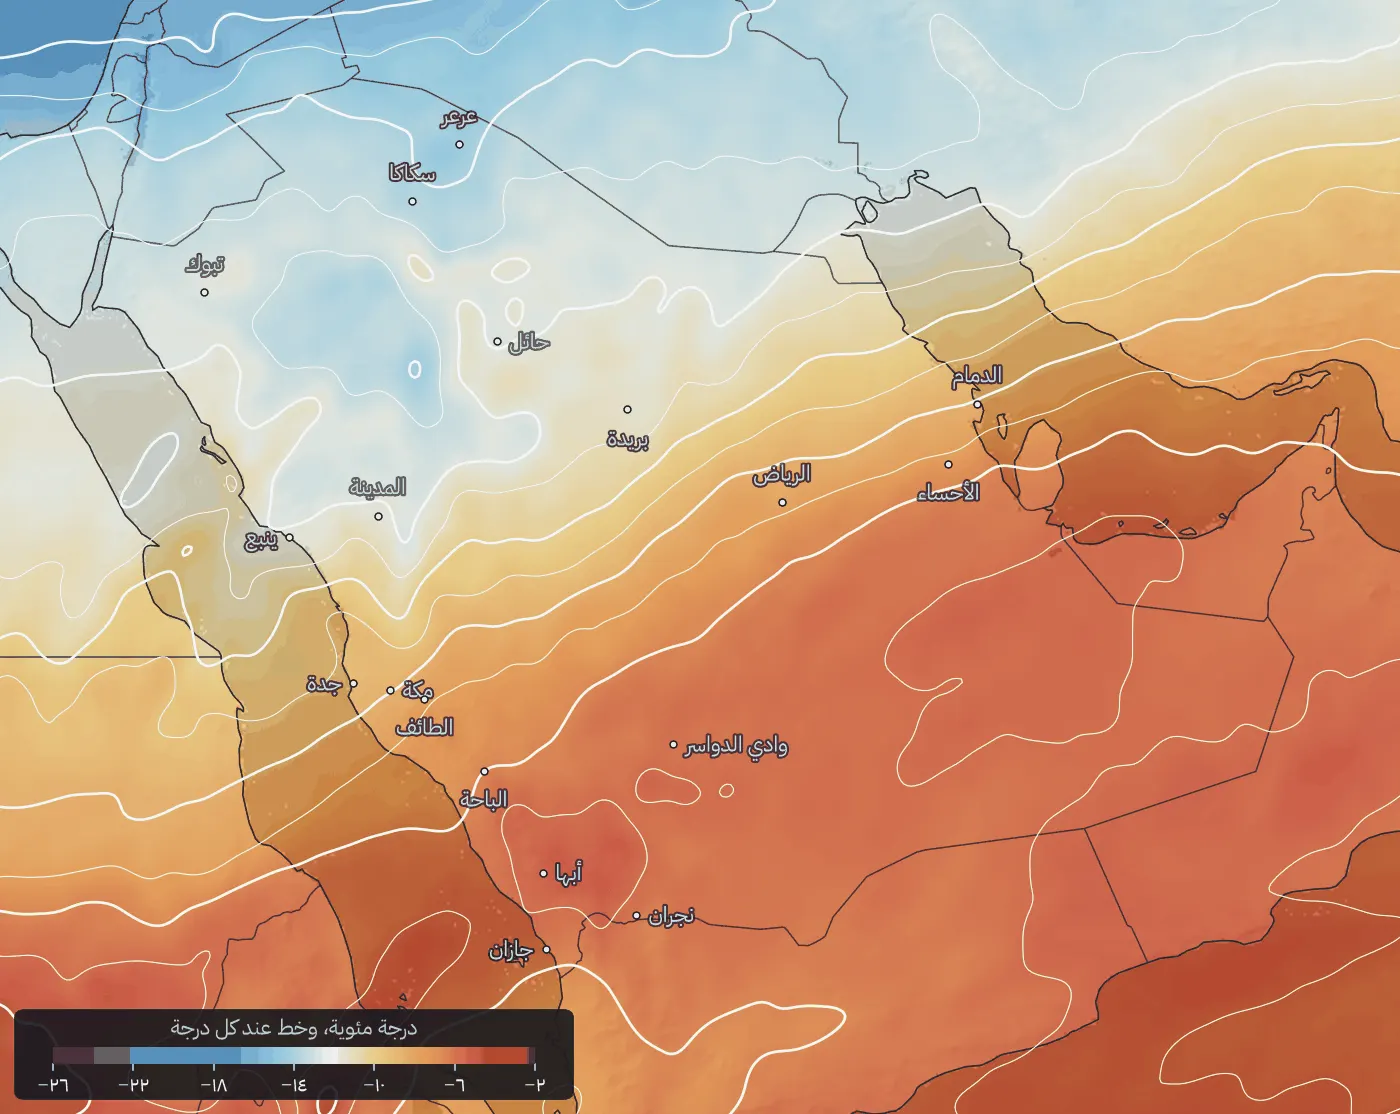 عرعر
سكاكا
تبوك
حائل
الدمام
بريدة
الرياض
الأحساء
المدينة
ينبع
جدة
مكة
الطائف
وادي الدواسر
الباحة
أبها
نجران
جازان
درجة مئوية، وخط عند كل درجة
−٢٦ −٢٢ −١٨ −١٤ −١٠ −٦ −٢